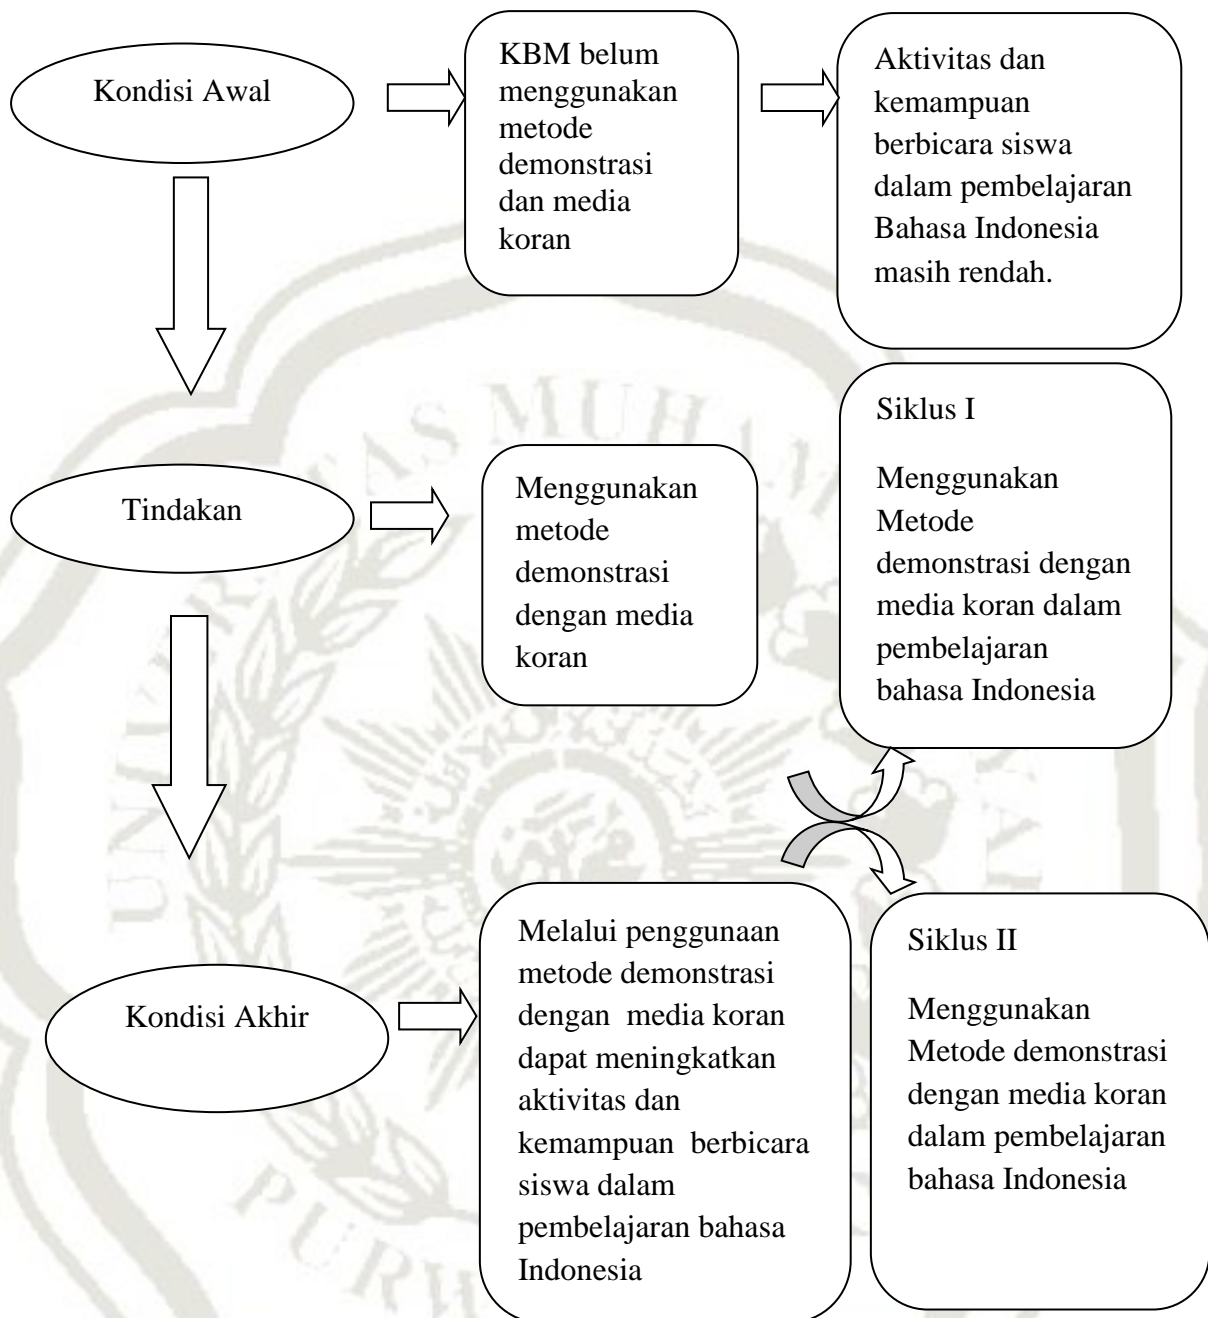 Kondisi Awal
KBM belum
menggunakan
metode
demonstrasi
dan media
koran
Aktivitas dan
kemampuan
berbicara siswa
dalam pembelajaran
Bahasa Indonesia
masih rendah.
Tindakan
Menggunakan
metode
demonstrasi
dengan media
koran
Siklus I
Menggunakan
Metode
demonstrasi dengan
media koran dalam
pembelajaran
bahasa Indonesia
Kondisi Akhir
Melalui penggunaan
metode demonstrasi
dengan  media koran
dapat meningkatkan
aktivitas dan
kemampuan  berbicara
siswa dalam
pembelajaran bahasa
Indonesia
Siklus II
Menggunakan
Metode demonstrasi
dengan media koran
dalam pembelajaran
bahasa Indonesia